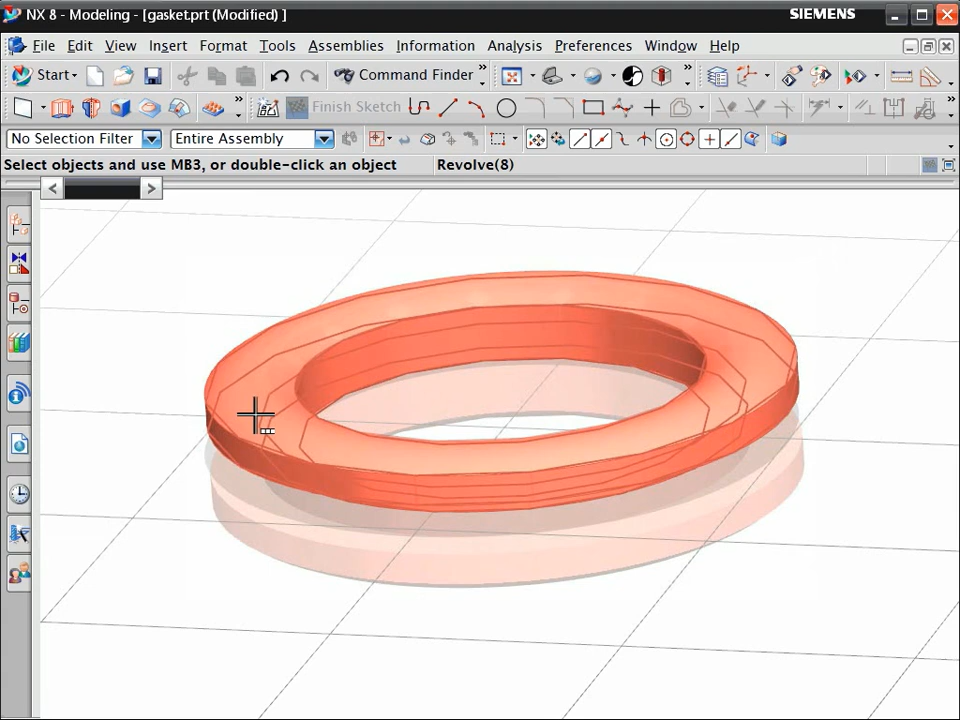 NX 8 - Modeling - [gasket.prt (Modified) ]
SIEMENS
File Edit View Insert Format Tools Assemblies Information Analysis Preferences Window Help
Start Command Finder
Finish Sketch
No Selection Filter Entire Assembly
Select objects and use MB3, or double-click an object Revolve(8)